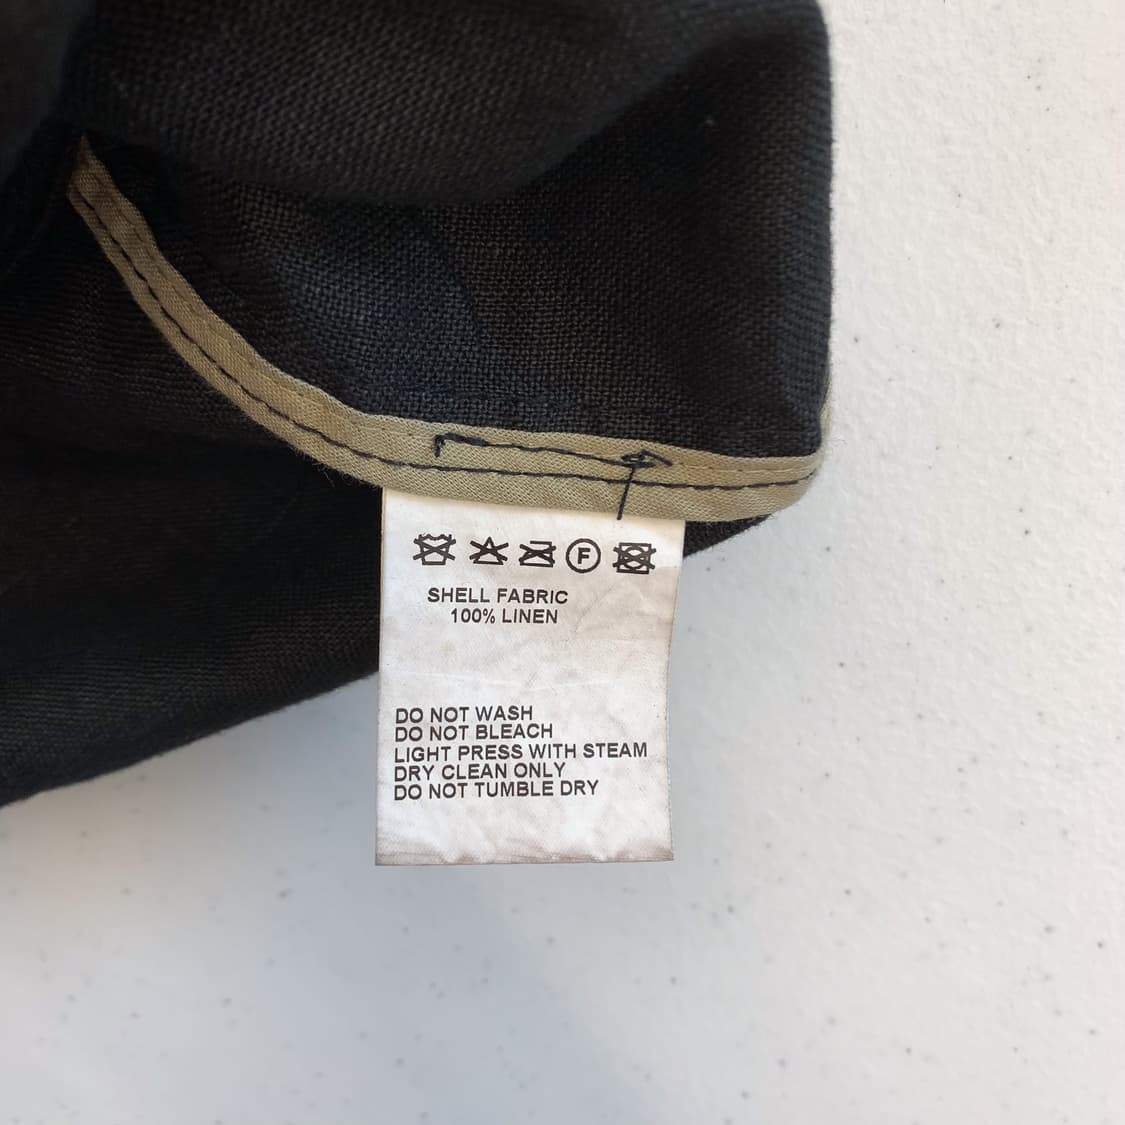 F
SHELL FABRIC
100% LINEN
DO NOT WASH
DO NOT BLEACH
LIGHT PRESS WITH STEAM
DRY CLEAN ONLY
DO NOT TUMBLE DRY